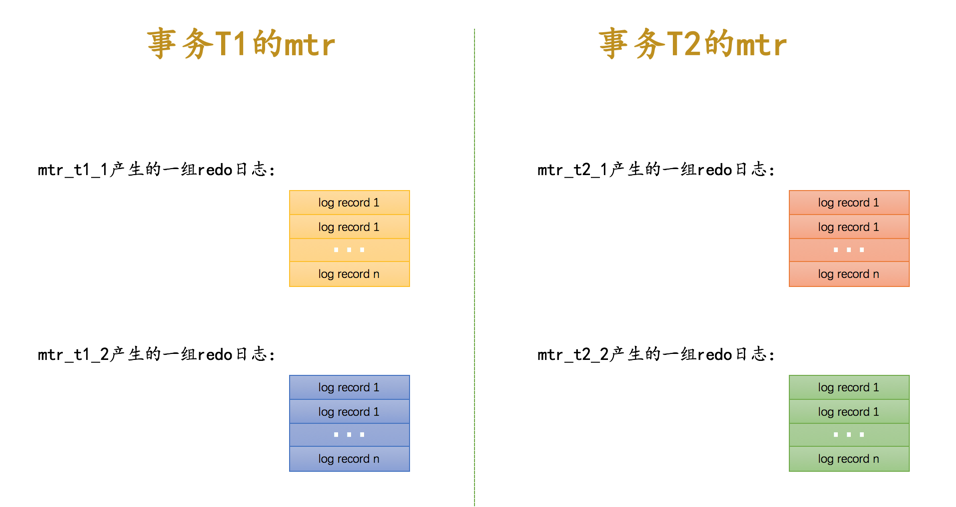 事务T1的mtr
mtr_t1_1产生的一组redo日志:
log record 1
log record 1
...
log record n
mtr_t1_2产生的一组redo日志:
log record 1
log record 1
...
log record n
事务T2的mtr
mtr_t2_1产生的一组redo日志:
log record 1
log record 1
...
log record n
mtr_t2_2产生的一组redo日志:
log record 1
log record 1
...
log record n